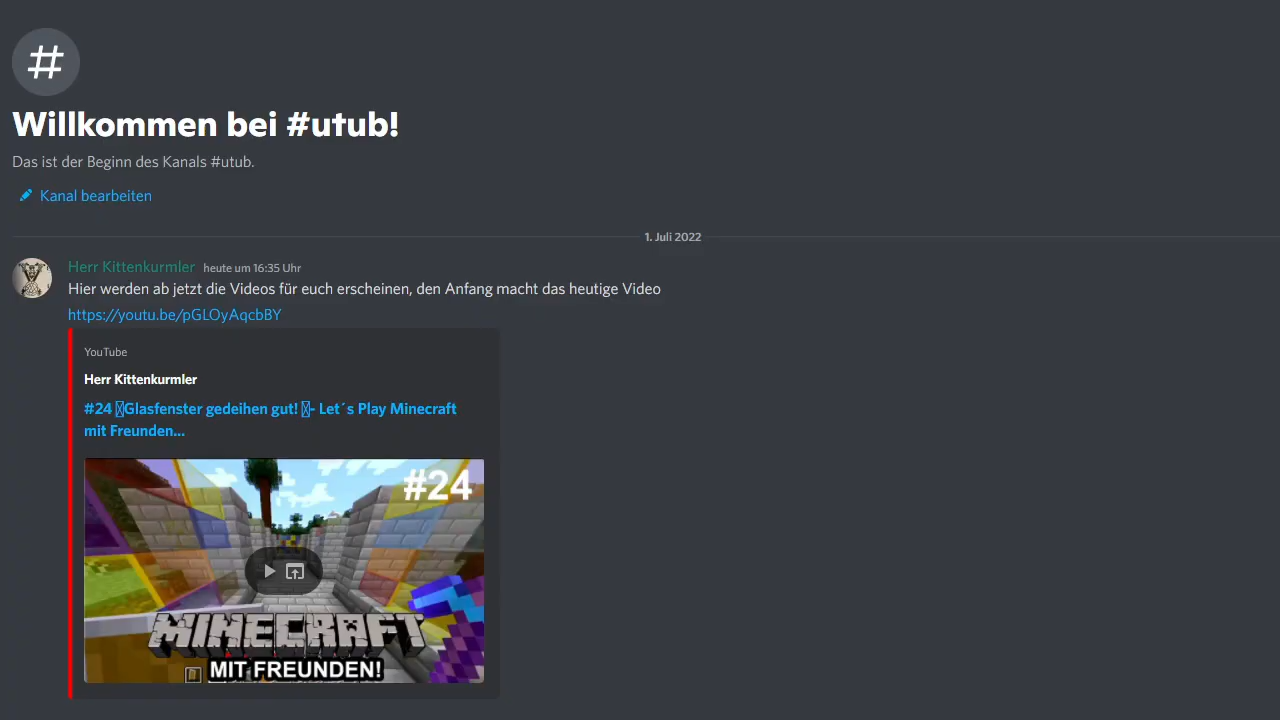 Willkommen bei #utub!
Das ist der Beginn des Kanals #utub.
Kanal bearbeiten
1. Juli 2022
Herr Kittenkurmler heute um 16:35 Uhr
Hier werden ab jetzt die Videos für euch erscheinen, den Anfang macht das heutige Video
https://youtu.be/pGLOyAqcbBY
YouTube
Herr Kittenkurmler
#24 Glasfenster gedeihen gut! - Let´s Play Minecraft
mit Freunden...
#24
MINECRAFT
MIT FREUNDEN!